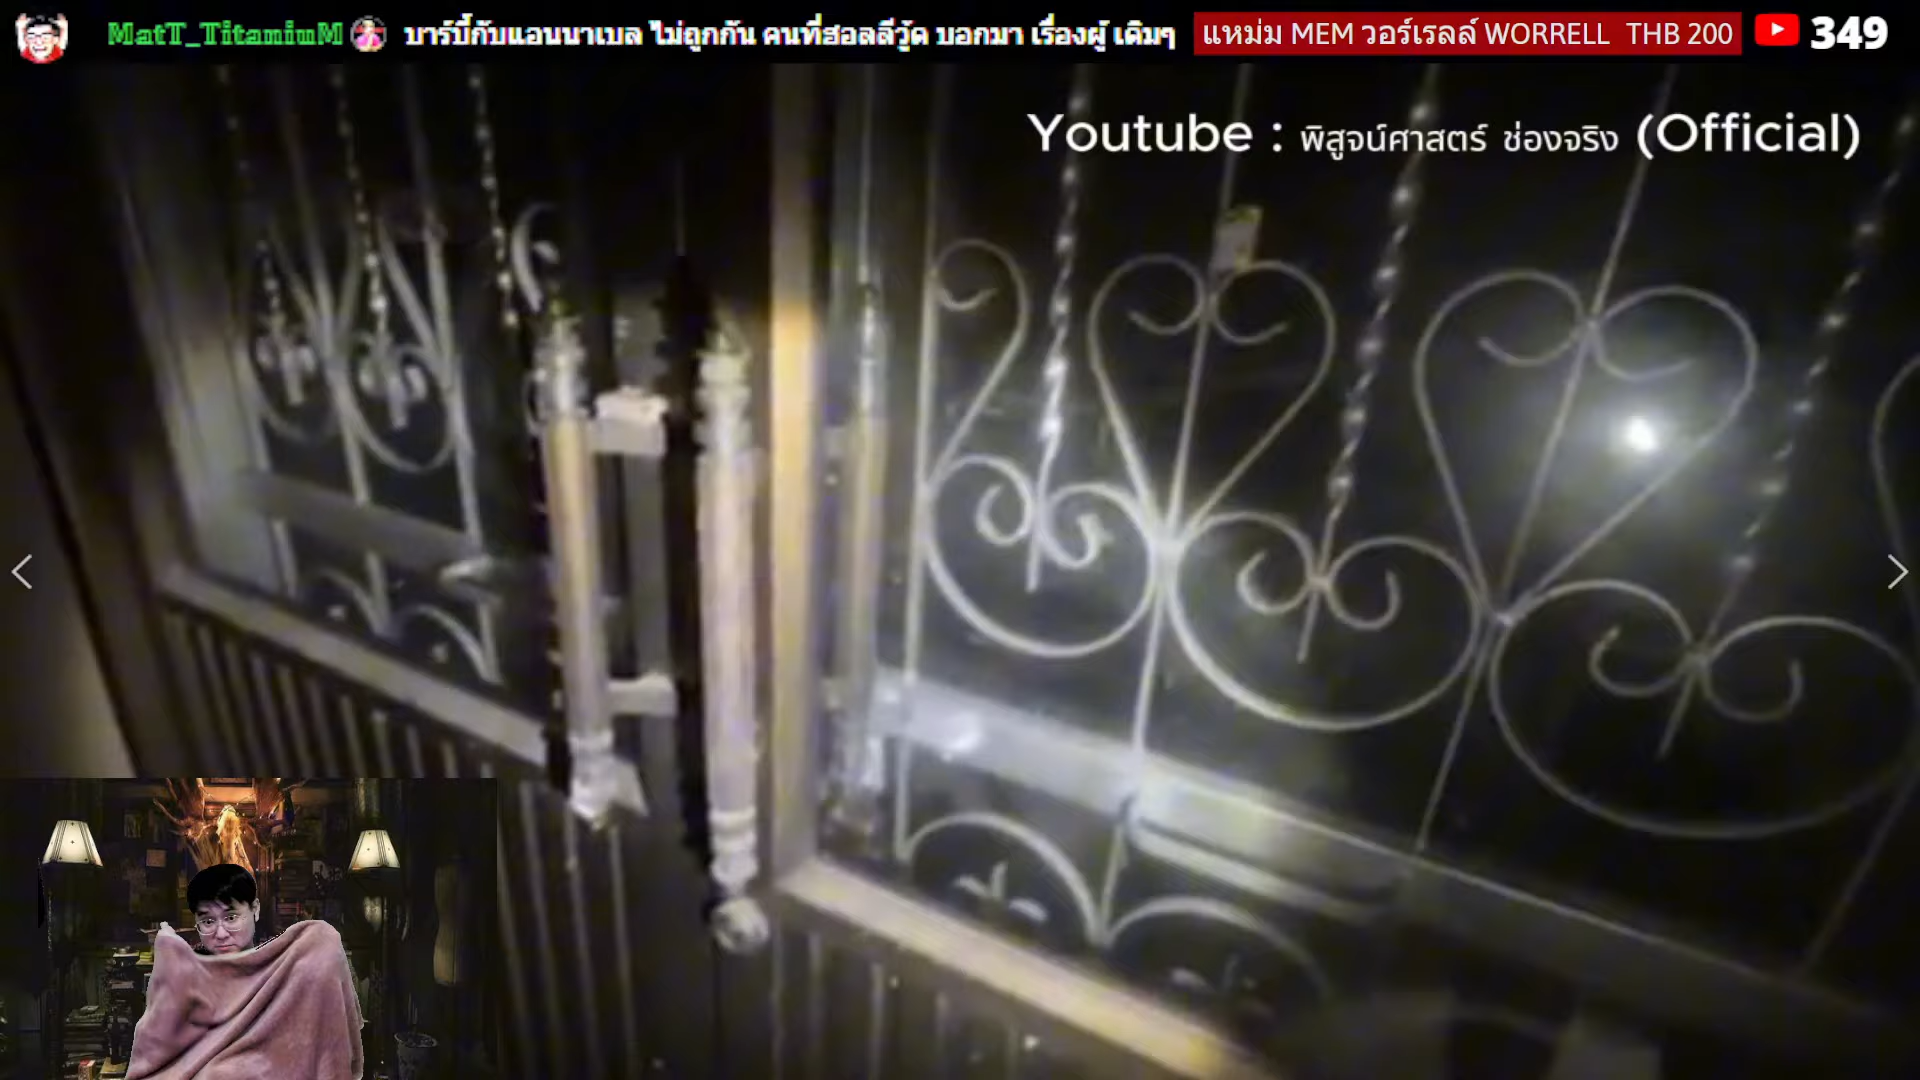 MatT_TitaniuM บาร์บี้กับแอนนาเบล ไม่ถูกกัน คนที่ฮอลลีวู้ด บอกมา เรื่องผู้ เดิมๆ แหม่ม MEM วอร์เรลล์ WORRELL THB 200 349
Youtube : พิสูจน์ศาสตร์ ช่องจริง (Official)